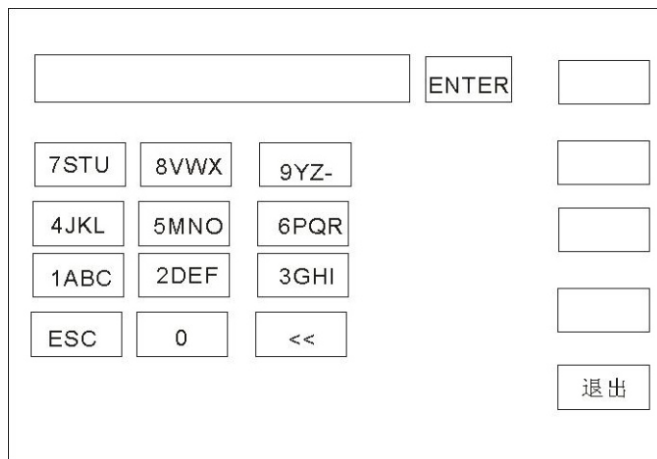 ENTER
7STU 8VWX 9YZ-
4JKL 5MNO 6PQR
1ABC 2DEF 3GHI
ESC 0 <<
退出